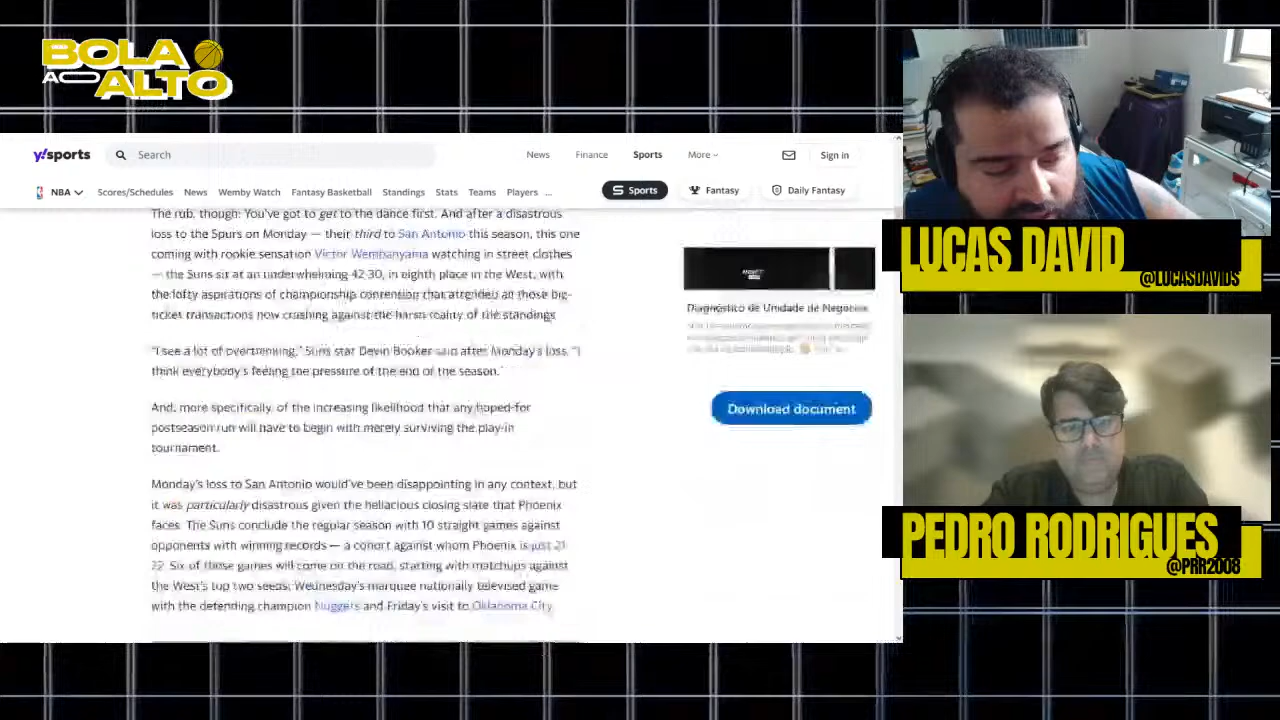 BOLA
AO
ALTO
y!sports
Search
News
Finance
Sports
More
Sign in
NBA
Scores/Schedules
News
Wemby Watch
Fantasy Basketball
Standings
Stats
Teams
Players
...
Sports
Fantasy
Daily Fantasy
The rub, though: You've got to get to the dance first. And after a disastrous
loss to the Spurs on Monday — their third to San Antonio this season, this one
coming with rookie sensation Victor Wembanyama watching in street clothes
— the Suns sit at an underwhelming 42-30, in eighth place in the West, with
the lofty aspirations of championship contention that attended all those big-
ticket transactions now crashing against the harsh reality of the standings.
"I see a lot of overthinking," Suns star Devin Booker said after Monday's loss. "I
think everybody's feeling the pressure of the end of the season."
And, more specifically, of the increasing likelihood that any hoped-for
postseason run will have to begin with merely surviving the play-in
tournament.
Monday's loss to San Antonio would've been disappointing in any context, but
it was particularly disastrous given the hellacious closing slate that Phoenix
faces. The Suns conclude the regular season with 10 straight games against
opponents with winning records — a cohort against whom Phoenix is just 21-
22. Six of those games will come on the road, starting with matchups against
the West's top two seeds: Wednesday's marquee nationally televised game
with the defending champion Nuggets and Friday's visit to Oklahoma City.
Diagnóstico de Unidade de Negócios
Download document
LUCAS DAVID
@LUCASDAVIDS
PEDRO RODRIGUES
@PRR2008